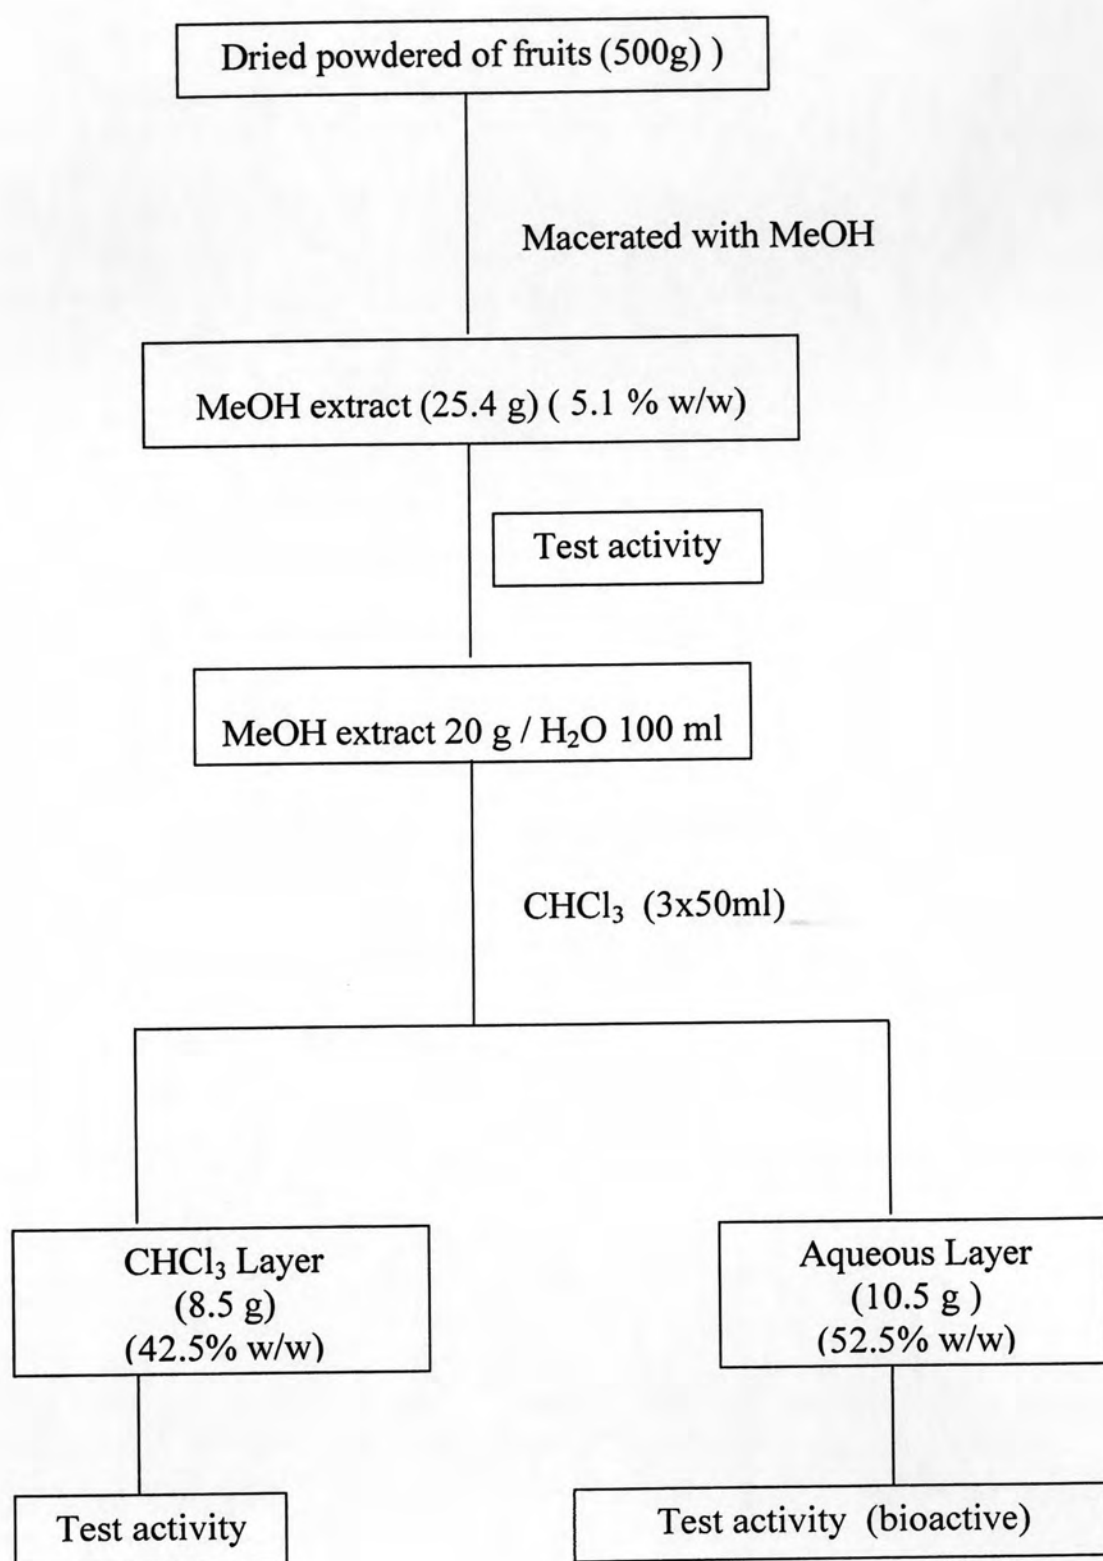 Dried powdered of fruits (500g) )
Macerated with MeOH
MeOH extract (25.4 g) ( 5.1 % w/w)
Test activity
MeOH extract 20 g / H₂O 100 ml
CHCl₃ (3x50ml)
CHCl₃ Layer
(8.5 g)
(42.5% w/w)
Aqueous Layer
(10.5 g )
(52.5% w/w)
Test activity
Test activity (bioactive)